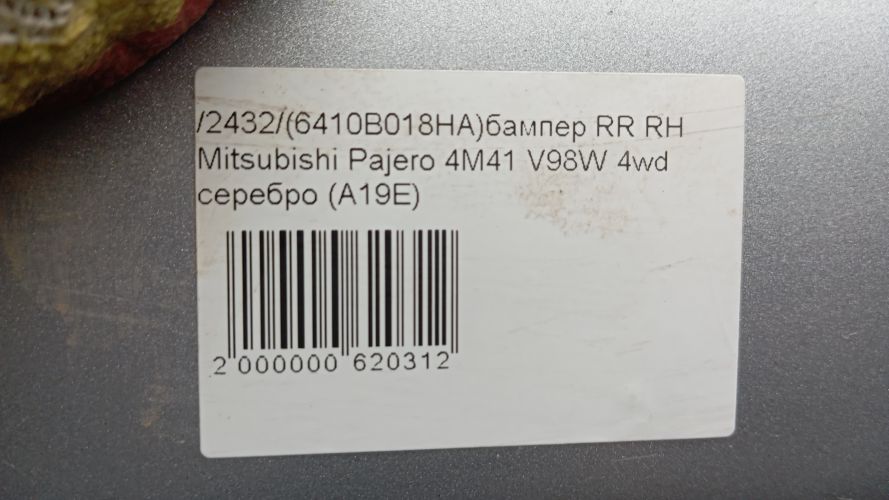 /2432/(6410B018HA)бампер RR RH
Mitsubishi Pajero 4M41 V98W 4wd
серебро (A19E)
2 000000 620312